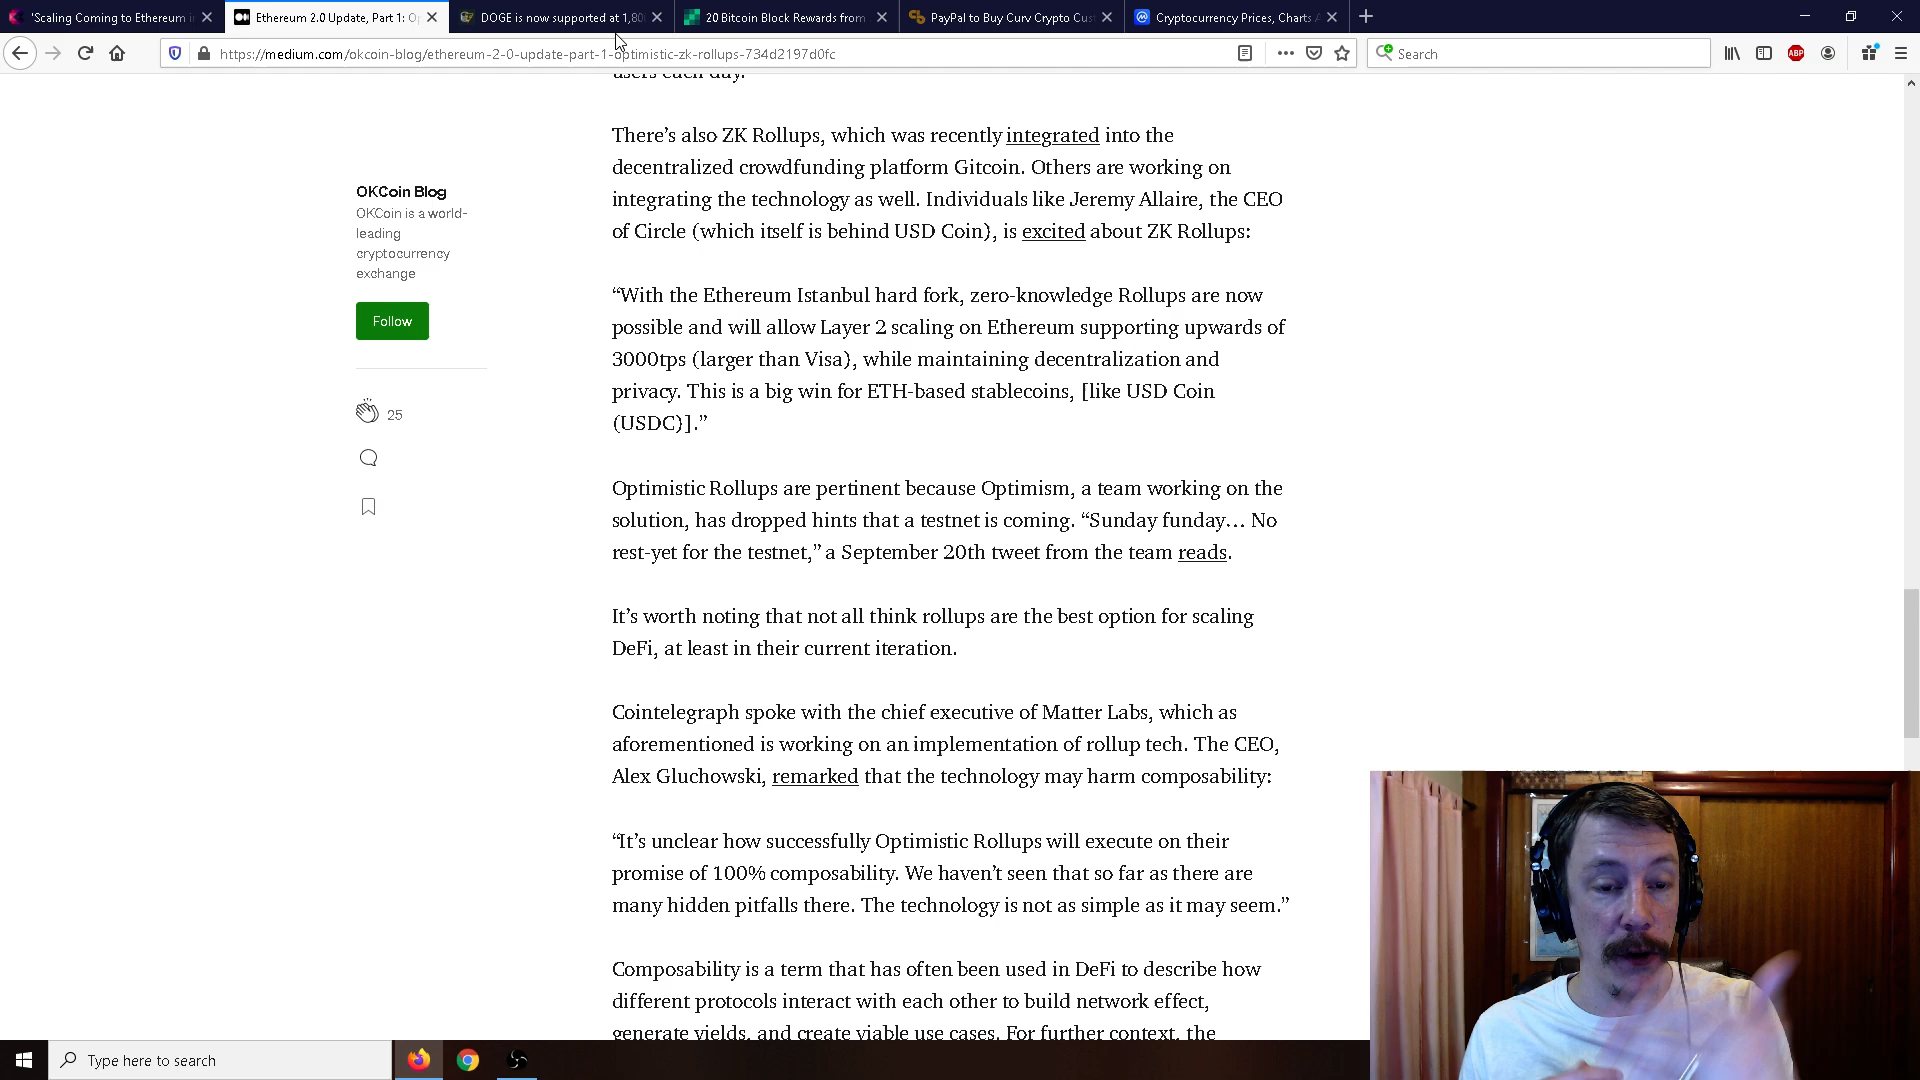 'Scaling Coming to Ethereum i
Ethereum 2.0 Update, Part 1: O
DOGE is now supported at 1,80
20 Bitcoin Block Rewards from
PayPal to Buy Curv Crypto Cus
Cryptocurrency Prices, Charts A
https://medium.com/okcoin-blog/ethereum-2-0-update-part-1-optimistic-zk-rollups-734d2197d0fc
Search
ABP
users each day.
There's also ZK Rollups, which was recently integrated into the
decentralized crowdfunding platform Gitcoin. Others are working on
integrating the technology as well. Individuals like Jeremy Allaire, the CEO
of Circle (which itself is behind USD Coin), is excited about ZK Rollups:
OKCoin Blog
OKCoin is a world-
leading
cryptocurrency
exchange
Follow
25
“With the Ethereum Istanbul hard fork, zero-knowledge Rollups are now
possible and will allow Layer 2 scaling on Ethereum supporting upwards of
3000tps (larger than Visa), while maintaining decentralization and
privacy. This is a big win for ETH-based stablecoins, [like USD Coin
(USDC)].”
Optimistic Rollups are pertinent because Optimism, a team working on the
solution, has dropped hints that a testnet is coming. “Sunday funday… No
rest-yet for the testnet,” a September 20th tweet from the team reads.
It’s worth noting that not all think rollups are the best option for scaling
DeFi, at least in their current iteration.
Cointelegraph spoke with the chief executive of Matter Labs, which as
aforementioned is working on an implementation of rollup tech. The CEO,
Alex Gluchowski, remarked that the technology may harm composability:
“It’s unclear how successfully Optimistic Rollups will execute on their
promise of 100% composability. We haven’t seen that so far as there are
many hidden pitfalls there. The technology is not as simple as it may seem.”
Composability is a term that has often been used in DeFi to describe how
different protocols interact with each other to build network effect,
generate yields, and create viable use cases. For further context, the
Type here to search